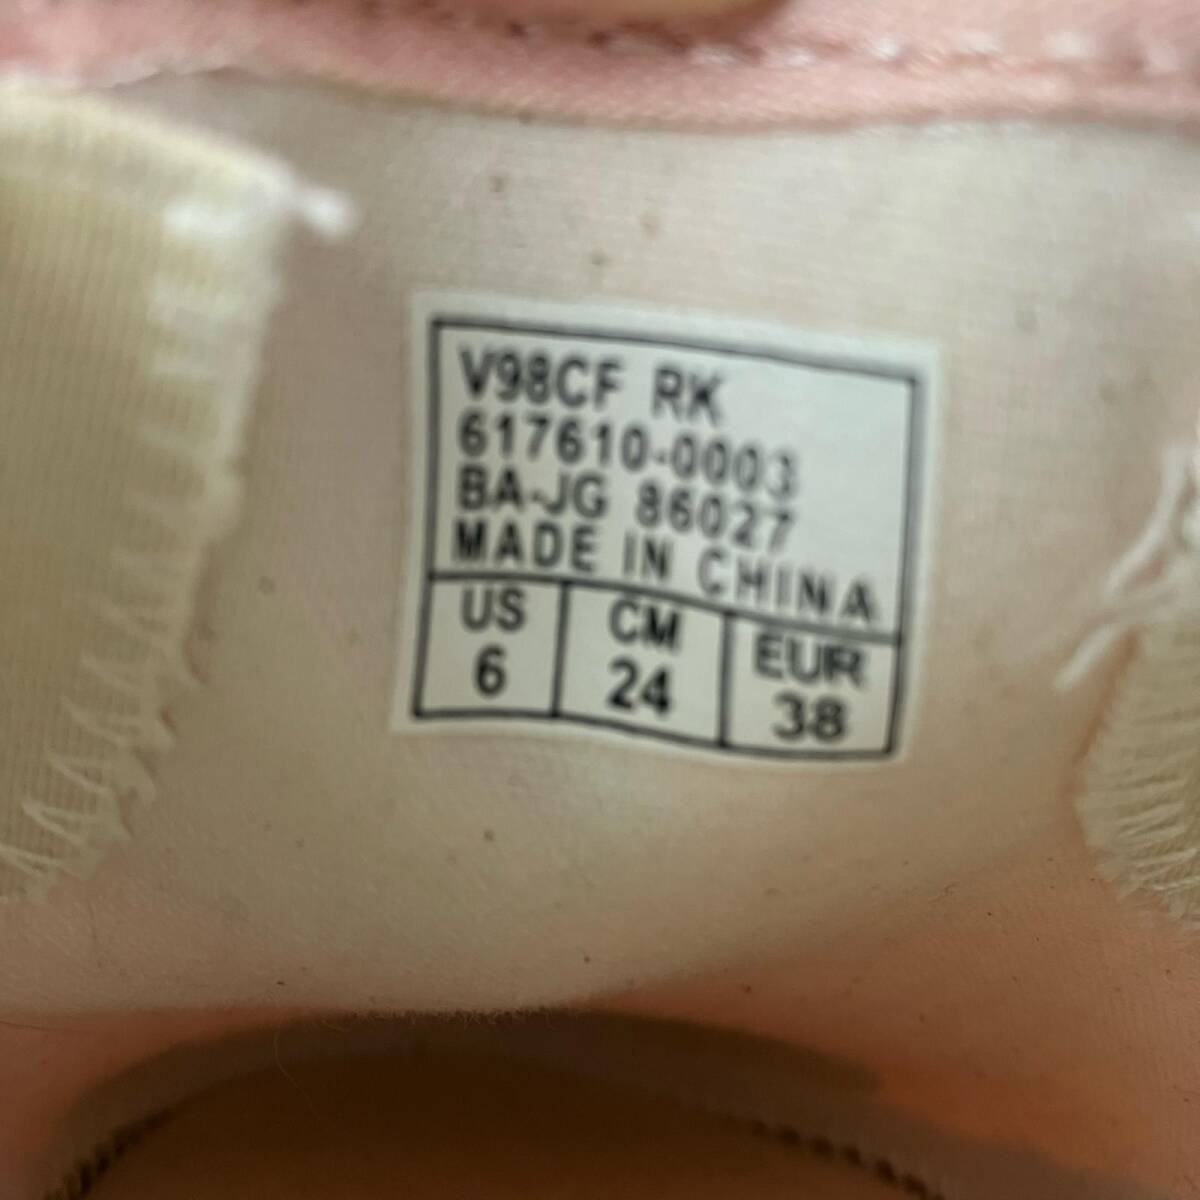 V98CF RK
617610-0003
BA-JG 86027
MADE IN CHINA
US CM EUR
6 24 38